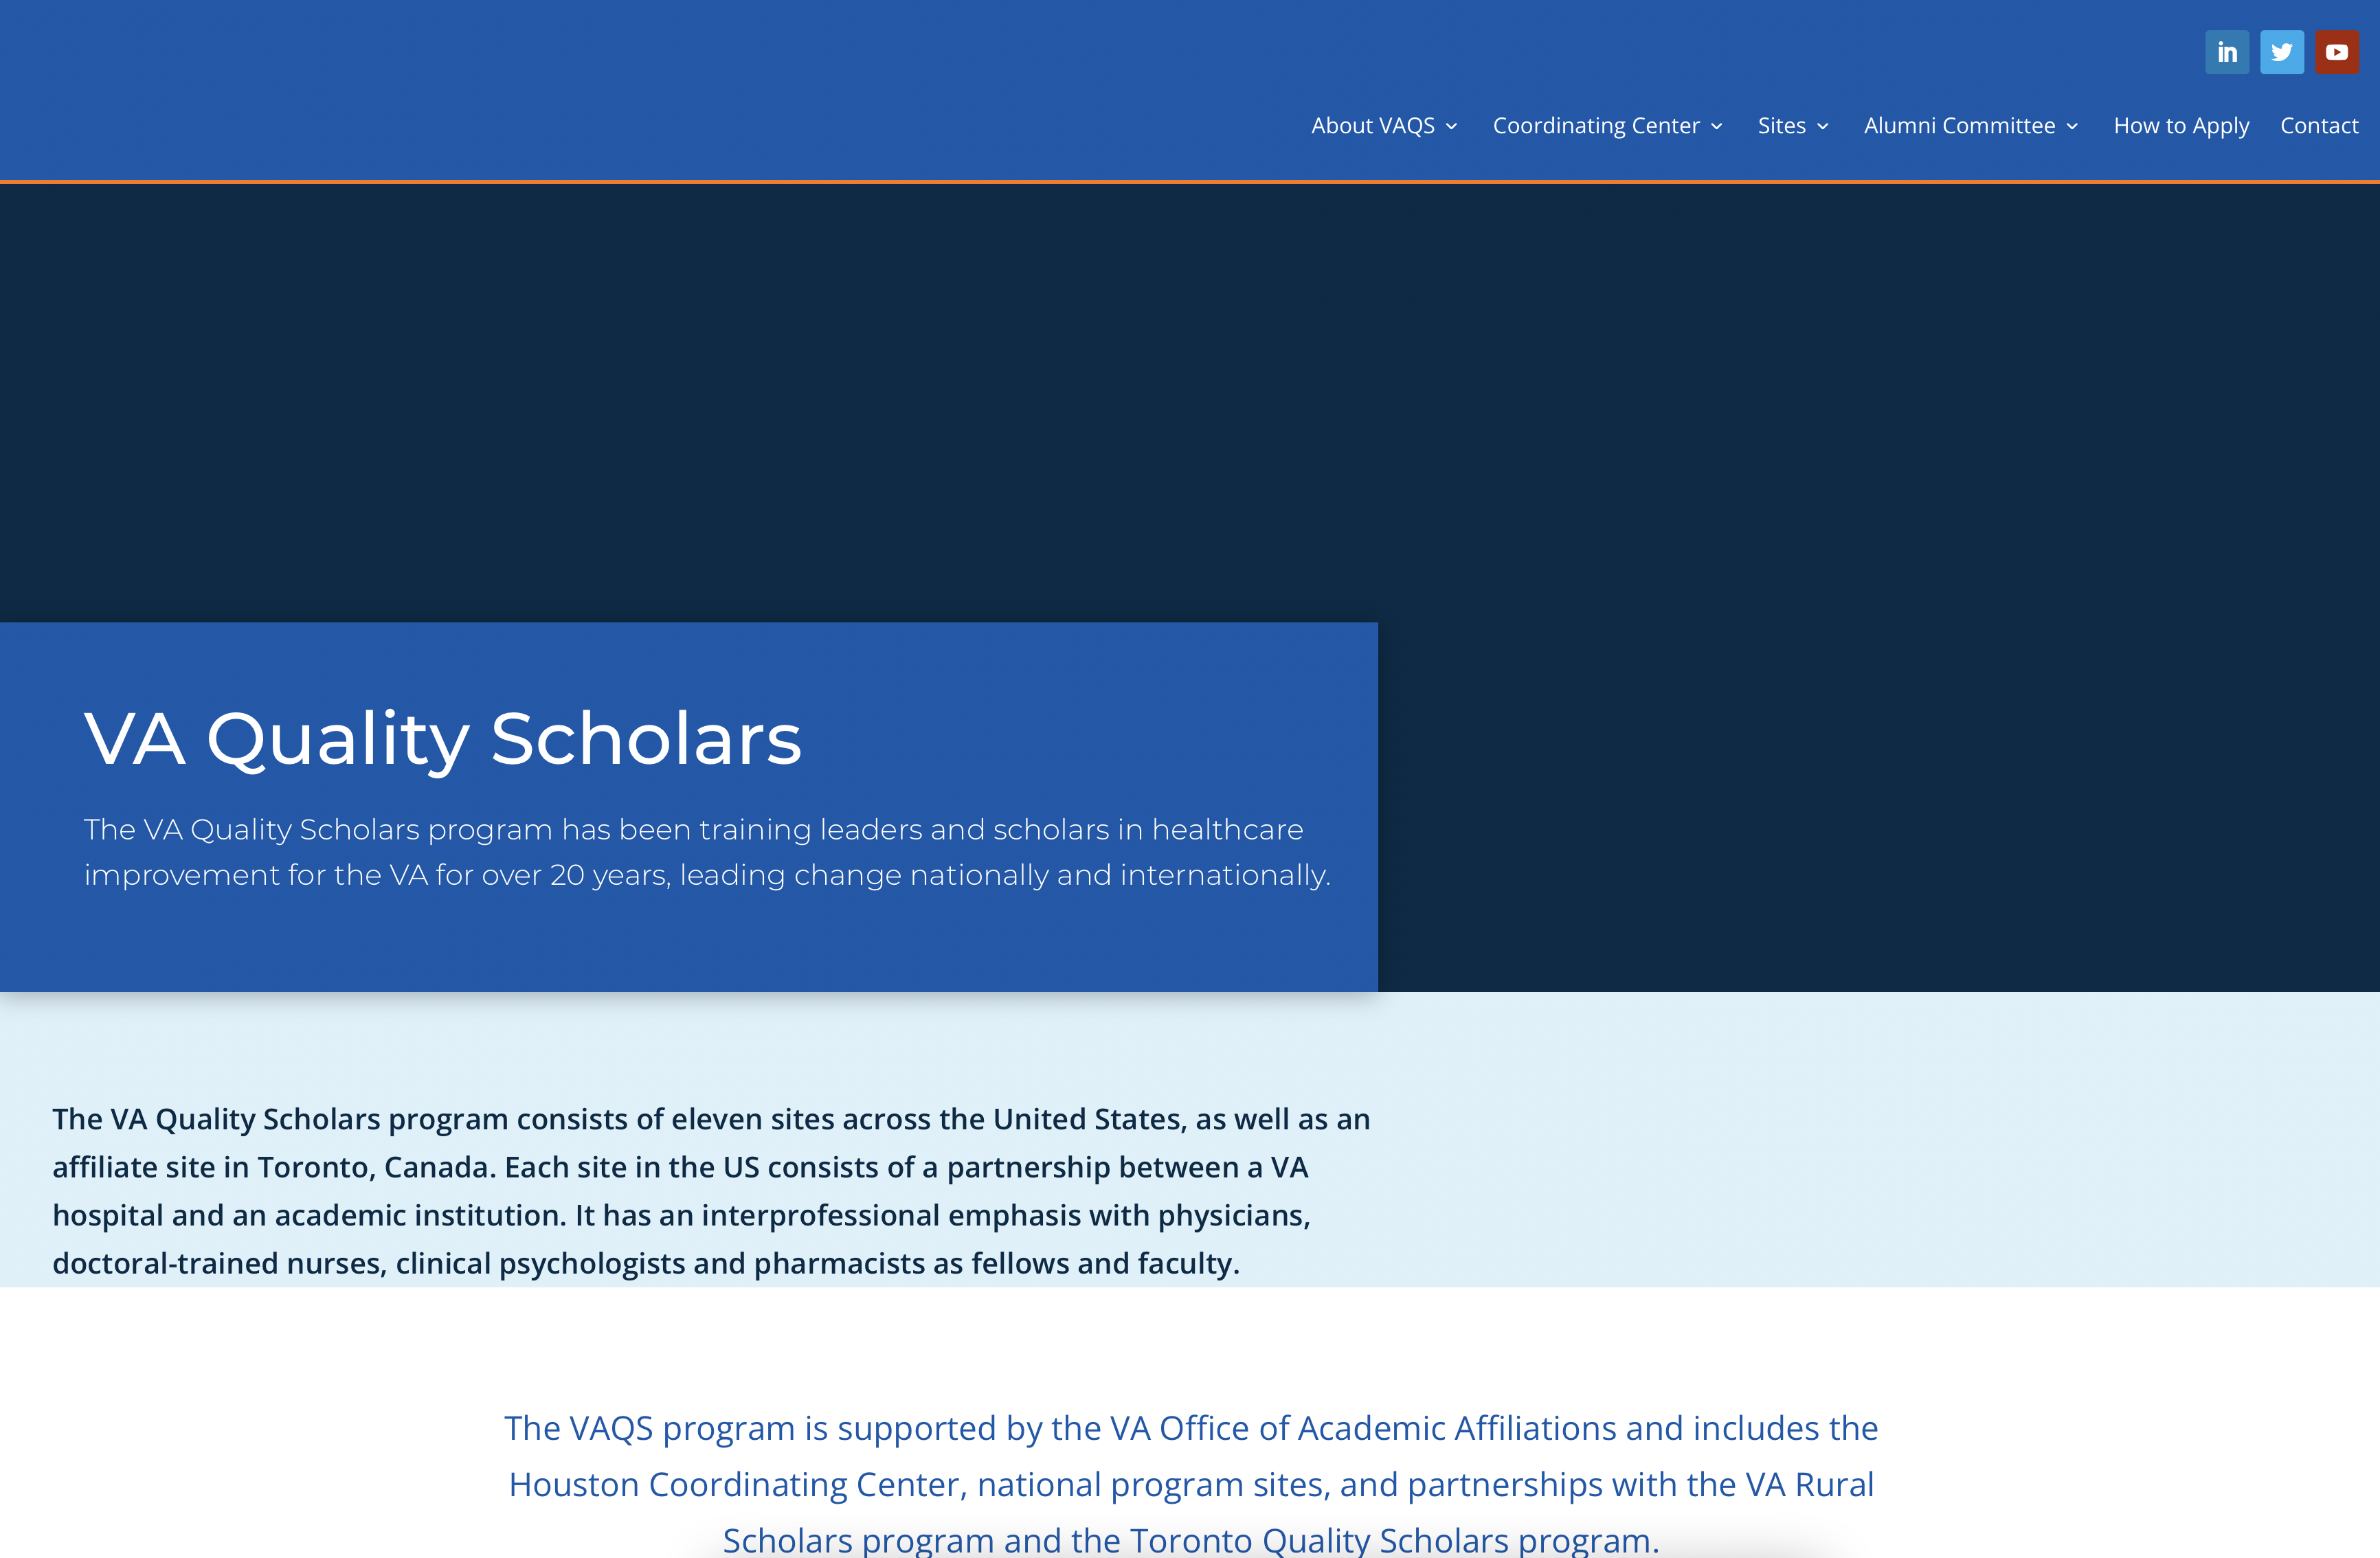 About VAQS Coordinating Center Sites Alumni Committee How to Apply Contact
VA Quality Scholars
The VA Quality Scholars program has been training leaders and scholars in healthcare
improvement for the VA for over 20 years, leading change nationally and internationally.
The VA Quality Scholars program consists of eleven sites across the United States, as well as an
affiliate site in Toronto, Canada. Each site in the US consists of a partnership between a VA
hospital and an academic institution. It has an interprofessional emphasis with physicians,
doctoral-trained nurses, clinical psychologists and pharmacists as fellows and faculty.
The VAQS program is supported by the VA Office of Academic Affiliations and includes the
Houston Coordinating Center, national program sites, and partnerships with the VA Rural
Scholars program and the Toronto Quality Scholars program.